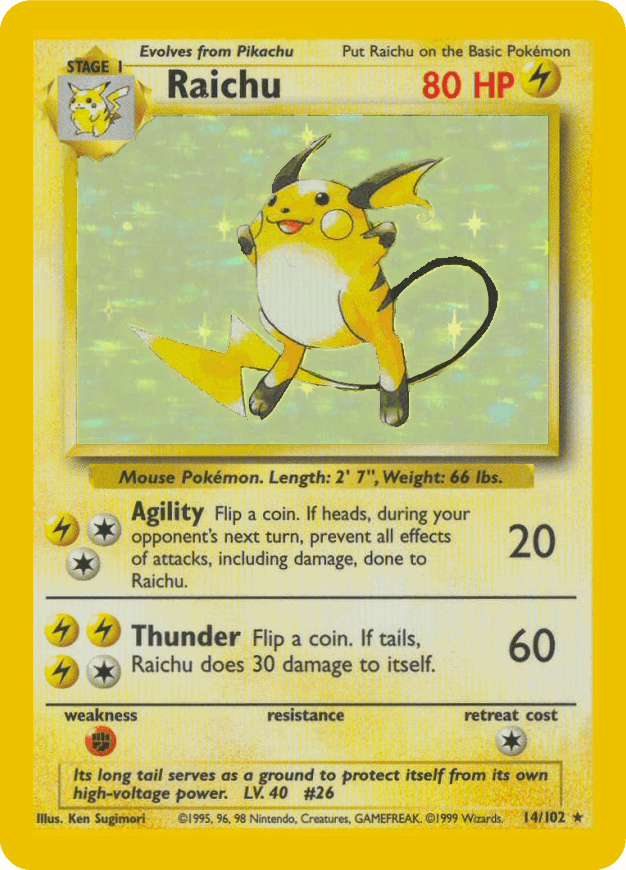 Evolves from Pikachu Put Raichu on the Basic Pokémon
STAGE 1
Raichu 80 HP
Mouse Pokémon. Length: 2' 7", Weight: 66 lbs.
Agility Flip a coin. If heads, during your
opponent's next turn, prevent all effects
of attacks, including damage, done to
Raichu.
20
Thunder Flip a coin. If tails,
Raichu does 30 damage to itself.
60
weakness resistance retreat cost
Its long tail serves as a ground to protect itself from its own
high-voltage power. LV. 40 #26
Illus. Ken Sugimori ©1995, 96, 98 Nintendo, Creatures, GAMEFREAK. ©1999 Wizards. 14/102 ★